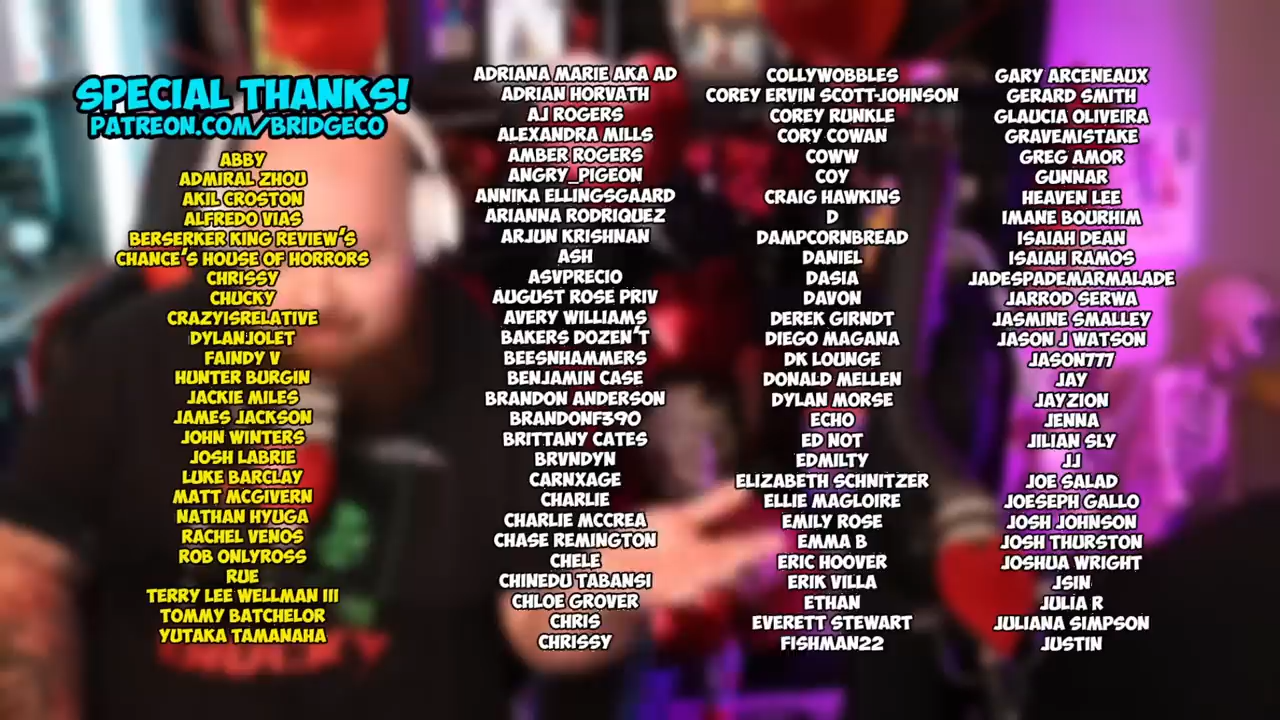 SPECIAL THANKS!
PATREON.COM/BRIDGECO
ABBY
ADMIRAL ZHOU
AKIL CROSTON
ALFREDO VIAS
BERSERKER KING REVIEW'S
CHANCE'S HOUSE OF HORRORS
CHRISSY
CHUCKY
CRAZYISRELATIVE
DYLANJOLET
FAINDY V
HUNTER BURGIN
JACKIE MILES
JAMES JACKSON
JOHN WINTERS
JOSH LABRIE
LUKE BARCLAY
MATT MCGIVERN
NATHAN HYUGA
RACHEL VENOS
ROB ONLYROSS
RUE
TERRY LEE WELLMAN III
TOMMY BATCHELOR
YUTAKA TAMANAHA
ADRIANA MARIE AKA AD
ADRIAN HORVATH
AJ ROGERS
ALEXANDRA MILLS
AMBER ROGERS
ANGRY_PIGEON
ANNIKA ELLINGSGAARD
ARIANNA RODRIQUEZ
ARJUN KRISHNAN
ASH
ASVPRECIO
AUGUST ROSE PRIV
AVERY WILLIAMS
BAKERS DOZEN'T
BEESNHAMMERS
BENJAMIN CASE
BRANDON ANDERSON
BRANDONF390
BRITTANY CATES
BRVNDYN
CARNXAGE
CHARLIE
CHARLIE MCCREA
CHASE REMINGTON
CHELE
CHINEDU TABANSI
CHLOE GROVER
CHRIS
CHRISSY
COLLYWOBBLES
COREY ERVIN SCOTT-JOHNSON
COREY RUNKLE
CORY COWAN
COWW
COY
CRAIG HAWKINS
D
DAMPCORNBREAD
DANIEL
DASIA
DAVON
DEREK GIRNDT
DIEGO MAGANA
DK LOUNGE
DONALD MELLEN
DYLAN MORSE
ECHO
ED NOT
EDMILTY
ELIZABETH SCHNITZER
ELLIE MAGLOIRE
EMILY ROSE
EMMA B
ERIC HOOVER
ERIK VILLA
ETHAN
EVERETT STEWART
FISHMAN22
GARY ARCENEAUX
GERARD SMITH
GLAUCIA OLIVEIRA
GRAVEMISTAKE
GREG AMOR
GUNNAR
HEAVEN LEE
IMANE BOURHIM
ISAIAH DEAN
ISAIAH RAMOS
JADESPADEMARMALADE
JARROD SERWA
JASMINE SMALLEY
JASON J WATSON
JASON777
JAY
JAYZION
JENNA
JILIAN SLY
JJ
JOE SALAD
JOESEPH GALLO
JOSH JOHNSON
JOSH THURSTON
JOSHUA WRIGHT
JSIN
JULIA R
JULIANA SIMPSON
JUSTIN